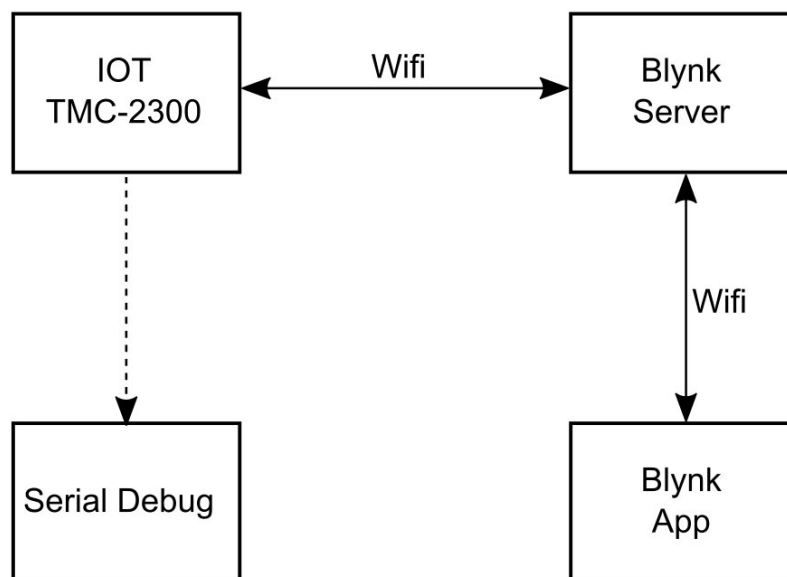 IOT
TMC-2300
Wifi
Blynk
Server
Wifi
Serial Debug
Blynk
App